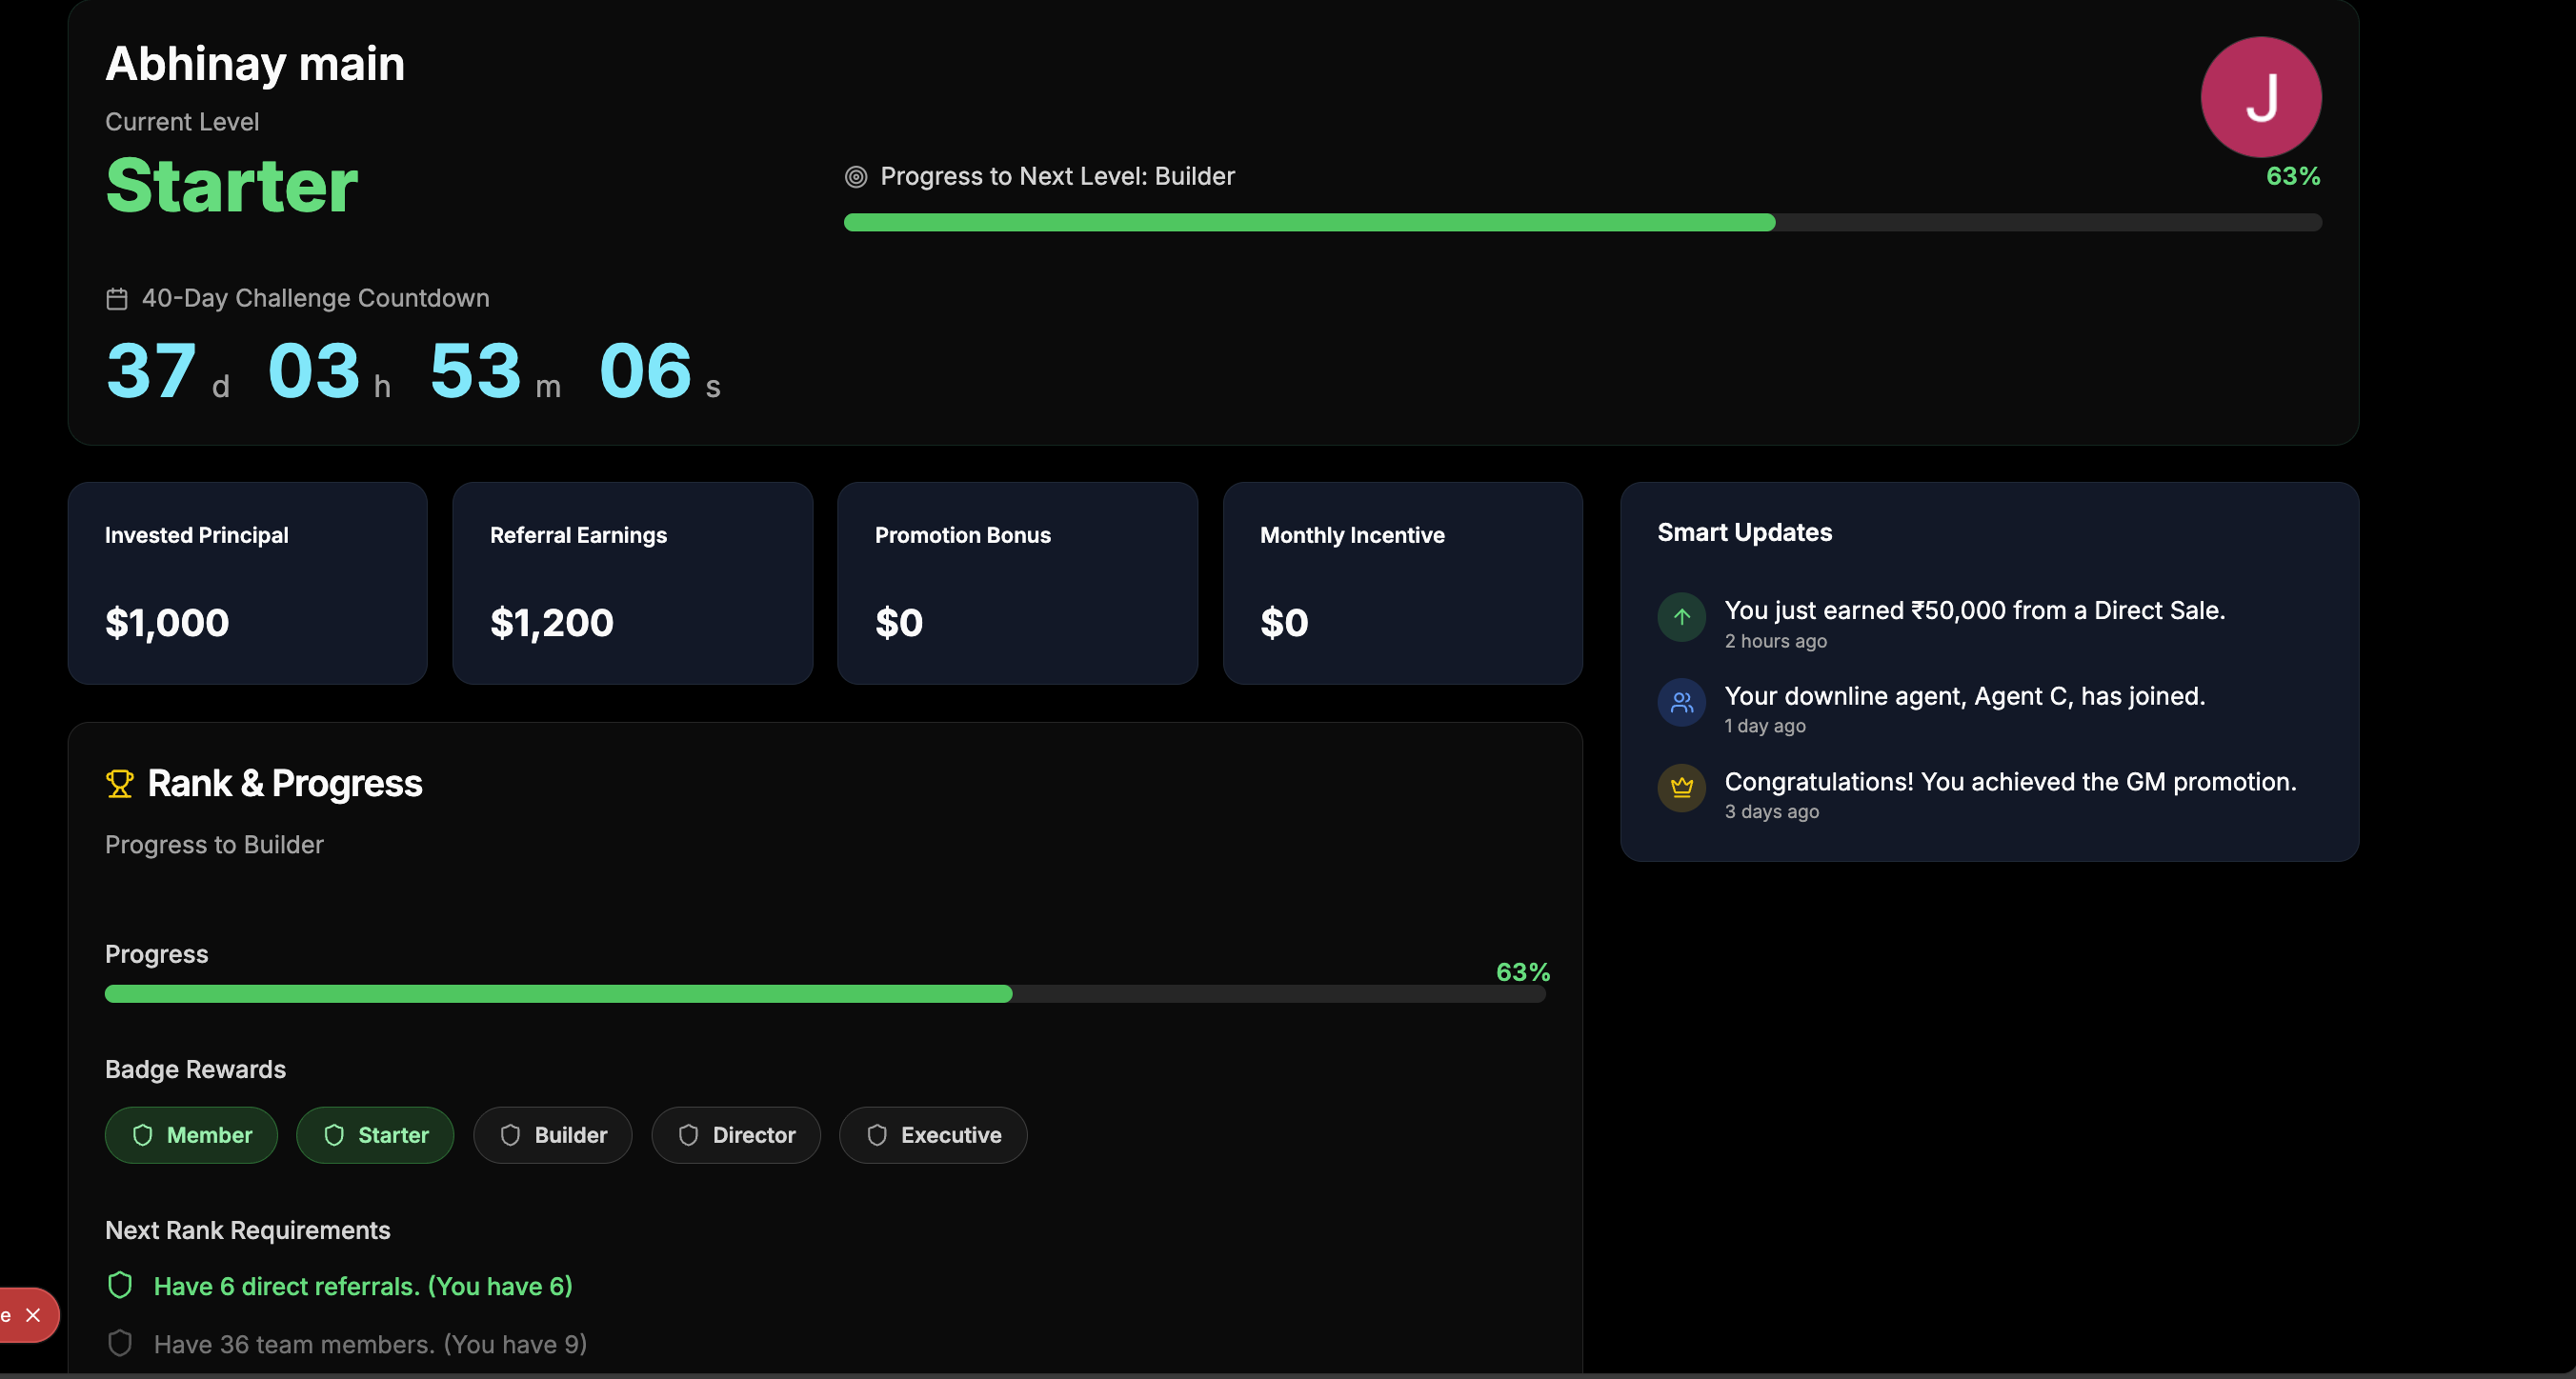 Abhinay main
J
Current Level
Starter
Progress to Next Level: Builder
63%
40-Day Challenge Countdown
37 d 03 h 53 m 06 s
Invested Principal
$1,000
Referral Earnings
$1,200
Promotion Bonus
$0
Monthly Incentive
$0
Smart Updates
You just earned ₹50,000 from a Direct Sale.
2 hours ago
Your downline agent, Agent C, has joined.
1 day ago
Congratulations! You achieved the GM promotion.
3 days ago
Rank & Progress
Progress to Builder
Progress
63%
Badge Rewards
Member
Starter
Builder
Director
Executive
Next Rank Requirements
Have 6 direct referrals. (You have 6)
e
Have 36 team members. (You have 9)